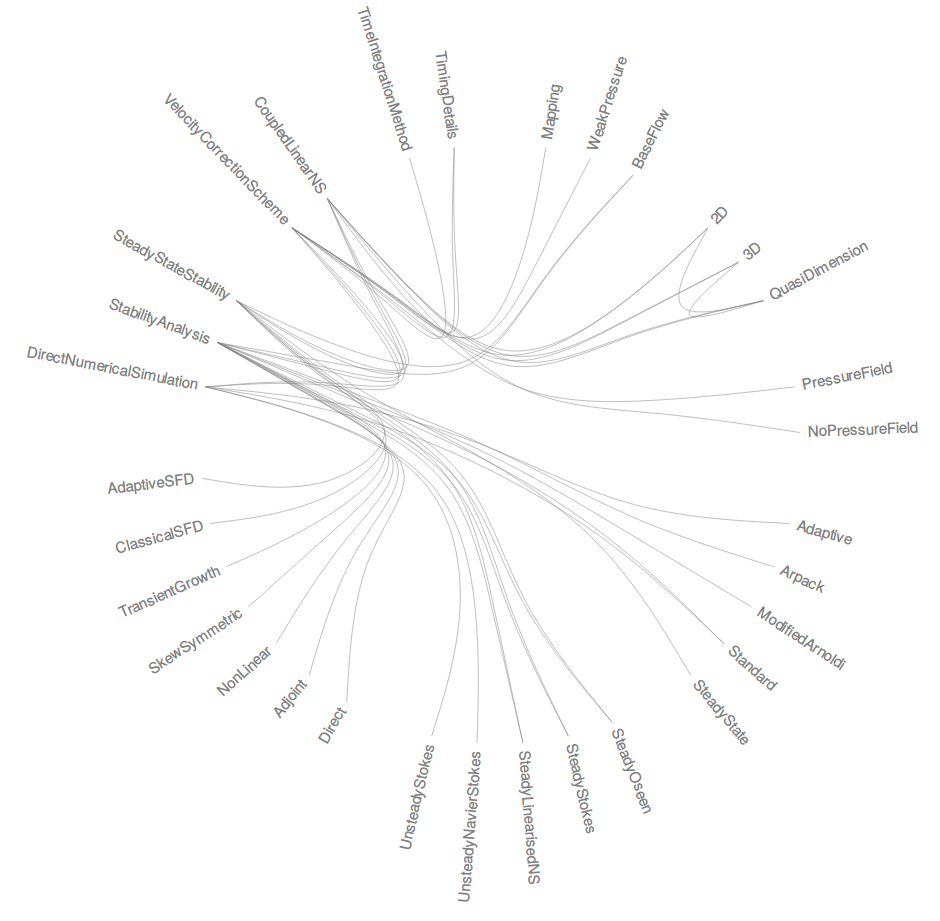 TimeIntegrationMethod
TimingDetails
Mapping
WeakPressure
BaseFlow
2D
3D
QuasiDimension
PressureField
NoPressureField
Adaptive
Arpack
ModifiedArnoldi
Standard
SteadyState
SteadyOseen
SteadyStokes
SteadyLinearisedNS
UnsteadyNavierStokes
UnsteadyStokes
Direct
Adjoint
NonLinear
SkewSymmetric
TransientGrowth
ClassicalSFD
AdaptiveSFD
DirectNumericalSimulation
StabilityAnalysis
SteadyStateStability
VelocityCorrectionScheme
CoupledLinearNS